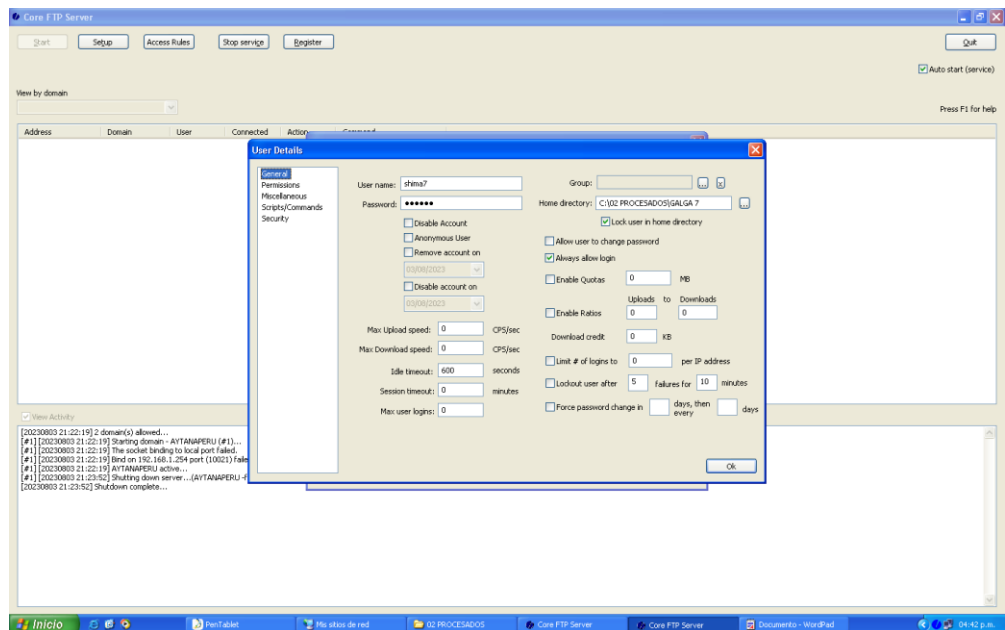 Core FTP Server
Start Setup Access Rules Stop service Register Quit
Auto start (service)
View by domain
Press F1 for help
Address Domain User Connected Action Command
User Details
General
Permissions
Miscellaneous
Scripts/Commands
Security
User name: shima7
Password: ●●●●●●
Disable Account
Anonymous User
Remove account on
03/08/2023
Disable account on
03/08/2023
Max Upload speed: 0 CPS/sec
Max Download speed: 0 CPS/sec
Idle timeout: 600 seconds
Session timeout: 0 minutes
Max user logins: 0
Group: ... x
Home directory: C:\02 PROCESADOS\GALGA 7 ...
Lock user in home directory
Allow user to change password
Always allow login
Enable Quotas 0 MB
Uploads to Downloads
Enable Ratios 0 0
Download credit 0 KB
Limit # of logins to 0 per IP address
Lockout user after 5 failures for 10 minutes
Force password change in days, then
every days
Ok
View Activity
[20230803 21:22:19] 2 domain(s) allowed...
[#1] [20230803 21:22:19] Starting domain - AYTANAPERU (#1)...
[#1] [20230803 21:22:19] The socket binding to local port failed.
[#1] [20230803 21:22:19] Bind on 192.168.1.254 port (10021) faile
[#1] [20230803 21:22:19] AYTANAPERU active...
[#1] [20230803 21:23:52] Shutting down server...(AYTANAPERU -F
[20230803 21:23:52] Shutdown complete...
Inicio PenTablet Mis sitios de red 02 PROCESADOS Core FTP Server Core FTP Server Documento - WordPad 04:42 p.m.